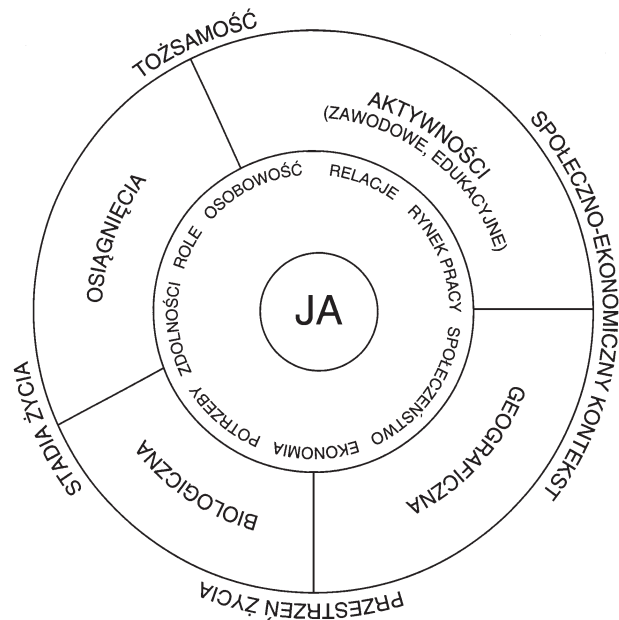 TOŻSAMOŚĆ
SPOŁECZNO-EKONOMICZNY KONTEKST
PRZESTRZEŃ ŻYCIA
STADIA ŻYCIA
OSIĄGNIĘCIA
AKTYWNOŚCI
(ZAWODOWE, EDUKACYJNE)
GEOGRAFICZNA
BIOLOGICZNA
OSOBOWOŚĆ
RELACJE
RYNEK PRACY
SPOŁECZEŃSTWO
EKONOMIA
POTRZEBY
ZDOLNOŚCI
ROLE
JA